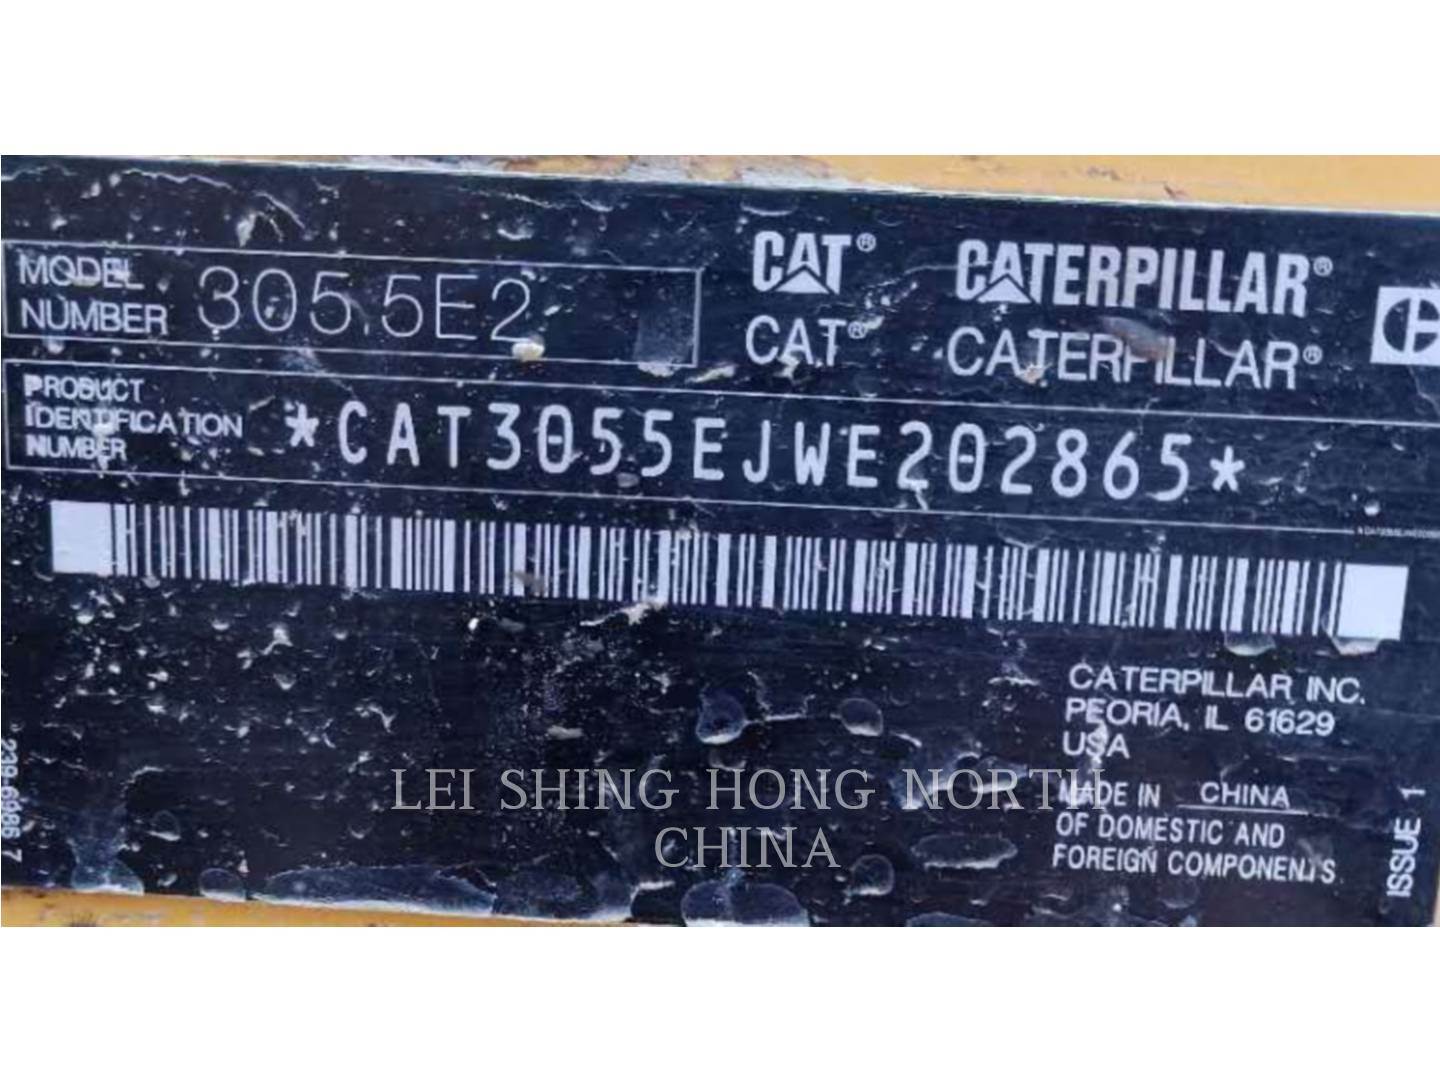 MODEL
NUMBER
305.5E2
CAT® CATERPILLAR®
CAT® CATERPILLAR®
PRODUCT
IDENTIFICATION
NUMBER
*CAT3055EJWE202865*
CATERPILLAR INC.
PEORIA, IL 61629
USA
MADE IN CHINA
OF DOMESTIC AND
FOREIGN COMPONENTS
ISSUE 1
LEI SHING HONG NORTH
CHINA